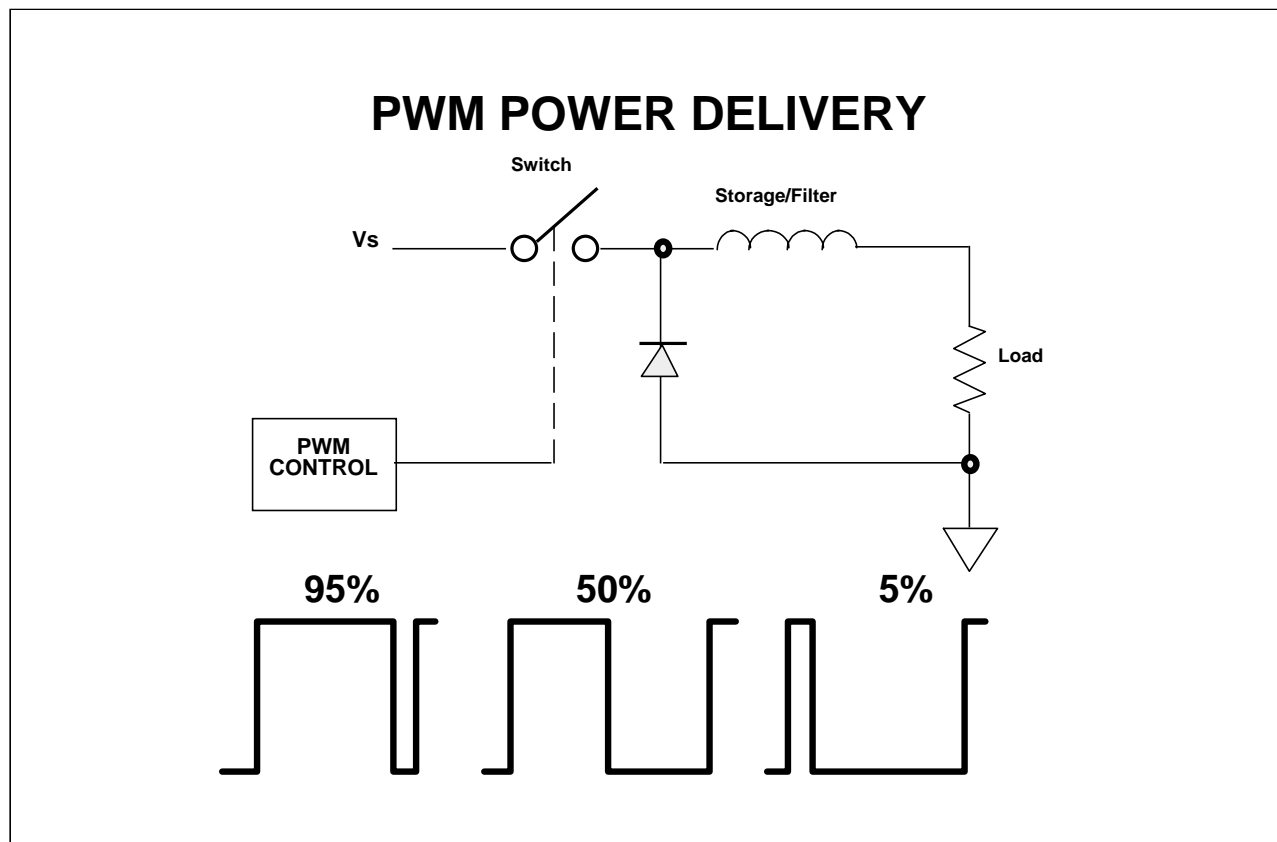 PWM POWER DELIVERY
Switch
Storage/Filter
Vs
Load
PWM
CONTROL
95%
50%
5%